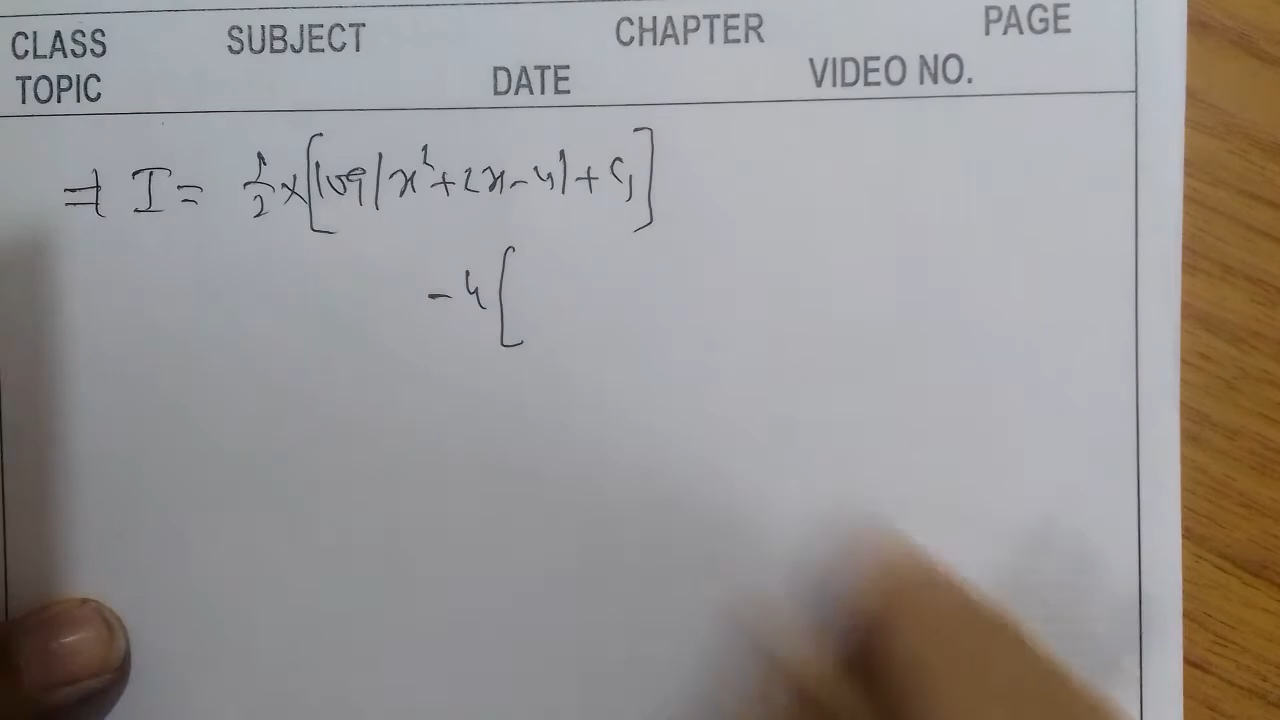 CLASS SUBJECT CHAPTER PAGE
TOPIC DATE VIDEO NO.
⇒ I = 1/2 × [log|x² + 2x - 4| + C₁]
- 4 [